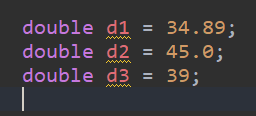 double d1 = 34.89;
double d2 = 45.0;
double d3 = 39;